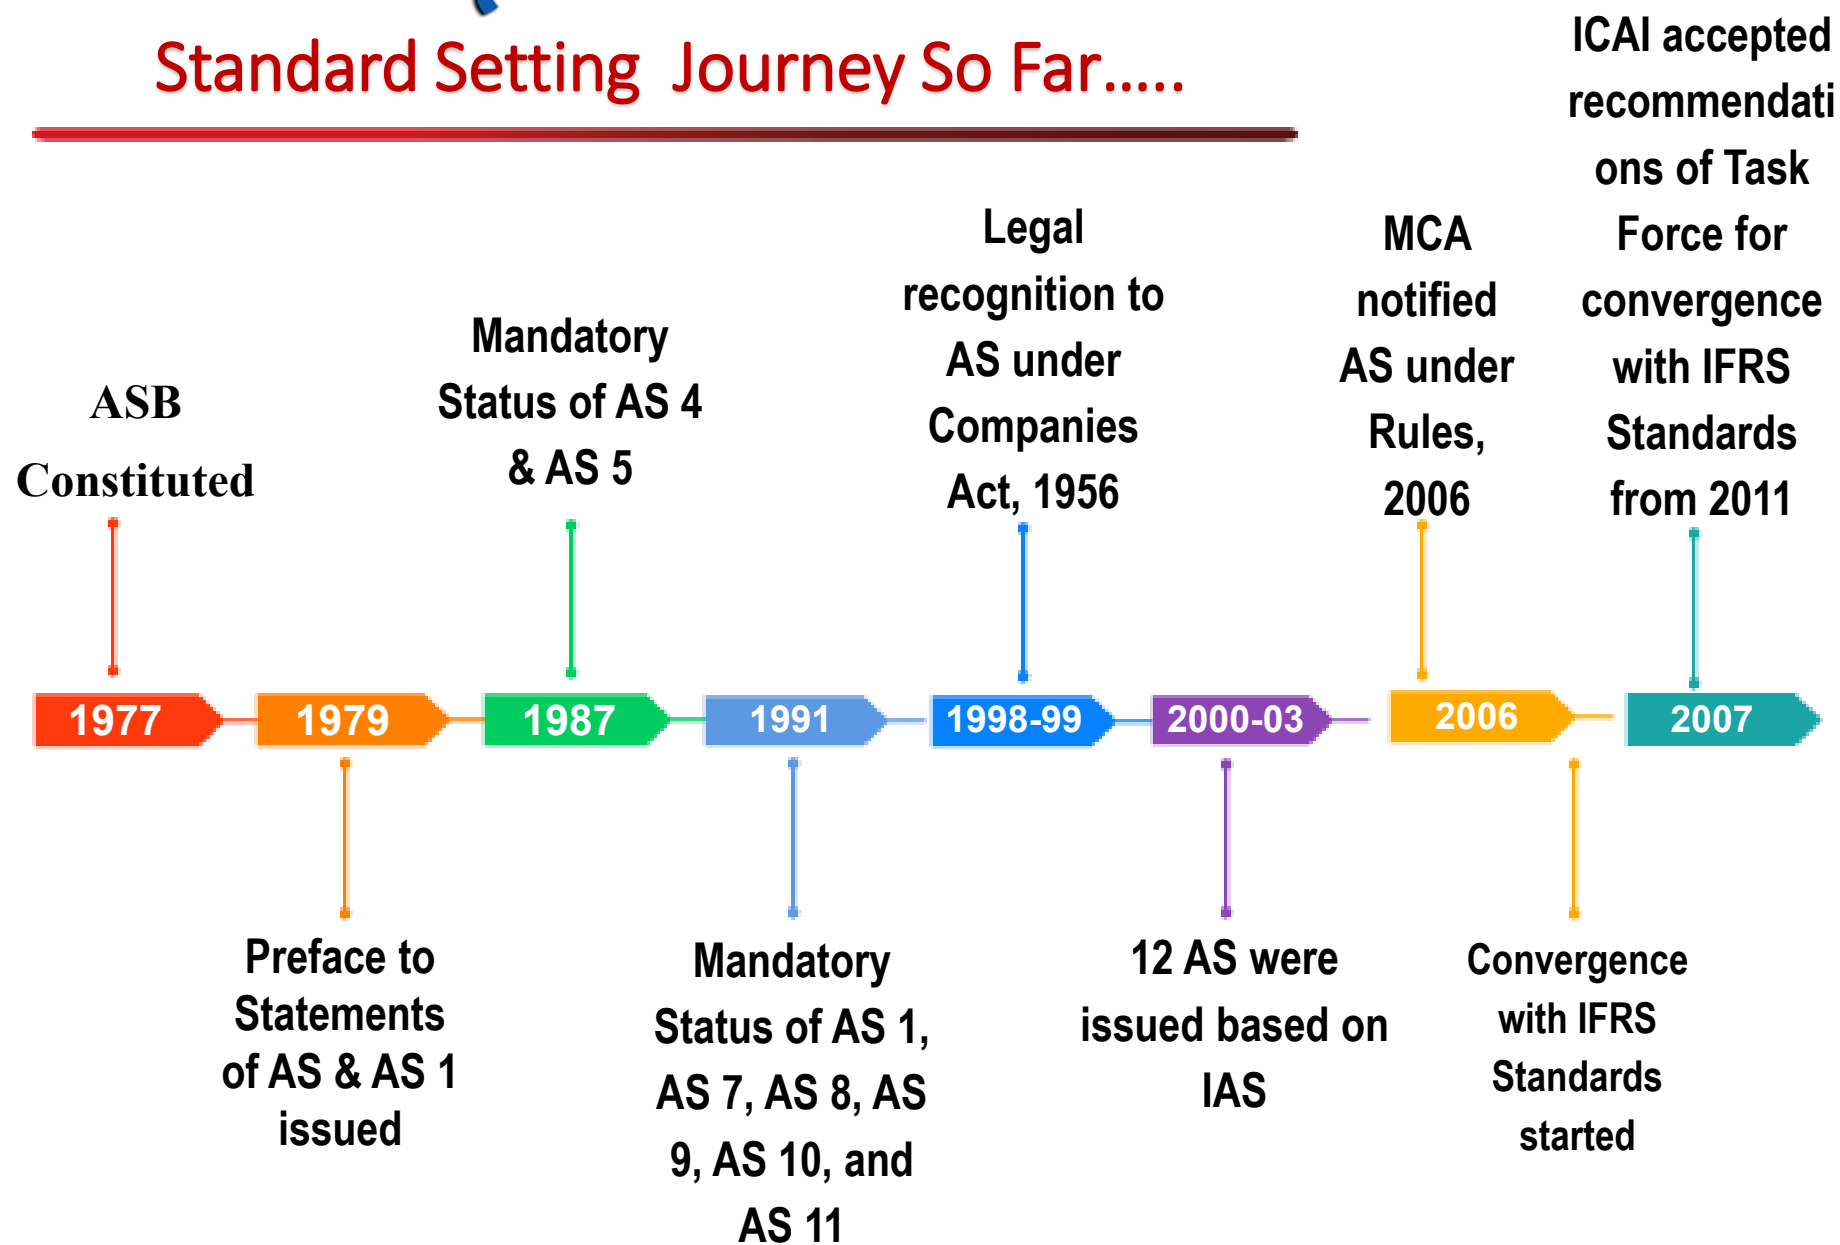 Standard Setting Journey So Far.....
ASB
Constituted
Mandatory
Status of AS 4
& AS 5
Legal
recognition to
AS under
Companies
Act, 1956
MCA
notified
AS under
Rules,
2006
ICAI accepted
recommendati
ons of Task
Force for
convergence
with IFRS
Standards
from 2011
1977
1979
1987
1991
1998-99
2000-03
2006
2007
Preface to
Statements
of AS & AS 1
issued
Mandatory
Status of AS 1,
AS 7, AS 8, AS
9, AS 10, and
AS 11
12 AS were
issued based on
IAS
Convergence
with IFRS
Standards
started